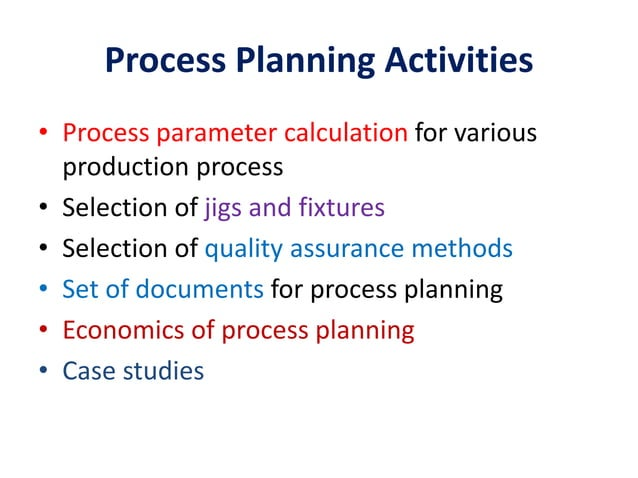 Process Planning Activities
• Process parameter calculation for various
production process
• Selection of jigs and fixtures
• Selection of quality assurance methods
• Set of documents for process planning
• Economics of process planning
• Case studies